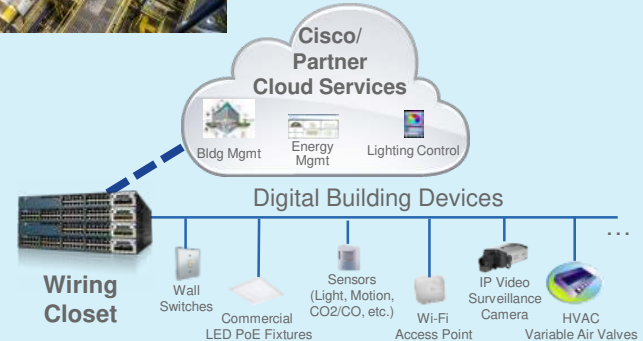 Cisco/
Partner
Cloud Services
Bldg Mgmt
Energy
Mgmt
Lighting Control
Digital Building Devices
...
Wiring
Closet
Wall
Switches
Commercial
LED PoE Fixtures
Sensors
(Light, Motion,
CO2/CO, etc.)
Wi-Fi
Access Point
IP Video
Surveillance
Camera
HVAC
Variable Air Valves